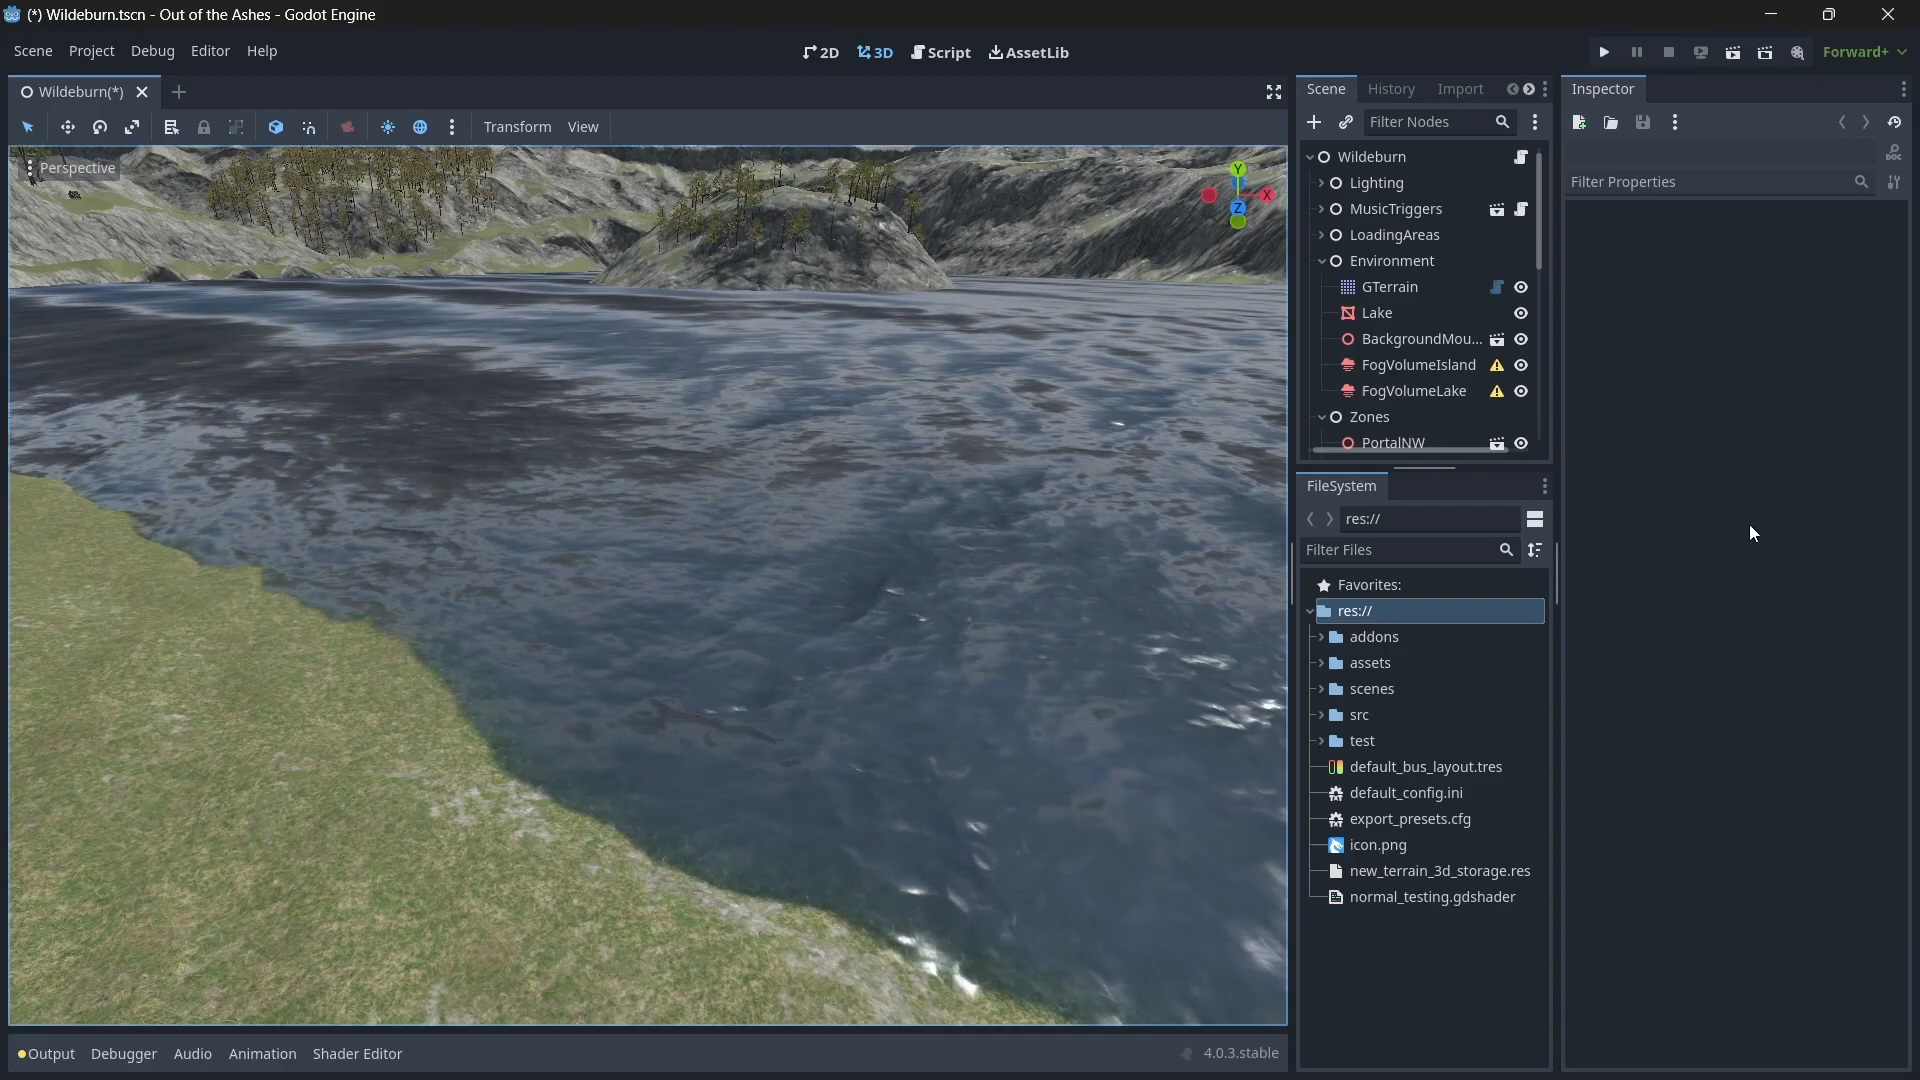 (*) Wildeburn.tscn - Out of the Ashes - Godot Engine
Scene Project Debug Editor Help
2D 3D Script AssetLib
Forward+
Wildeburn(*)
Transform View
Perspective
Y
X
Z
Scene History Import
Filter Nodes
Wildeburn
Lighting
MusicTriggers
LoadingAreas
Environment
GTerrain
Lake
BackgroundMou...
FogVolumeIsland
FogVolumeLake
Zones
PortalNW
FileSystem
res://
Filter Files
Favorites:
res://
addons
assets
scenes
src
test
default_bus_layout.tres
default_config.ini
export_presets.cfg
icon.png
new_terrain_3d_storage.res
normal_testing.gdshader
Inspector
DOC
Filter Properties
Output Debugger Audio Animation Shader Editor
4.0.3.stable